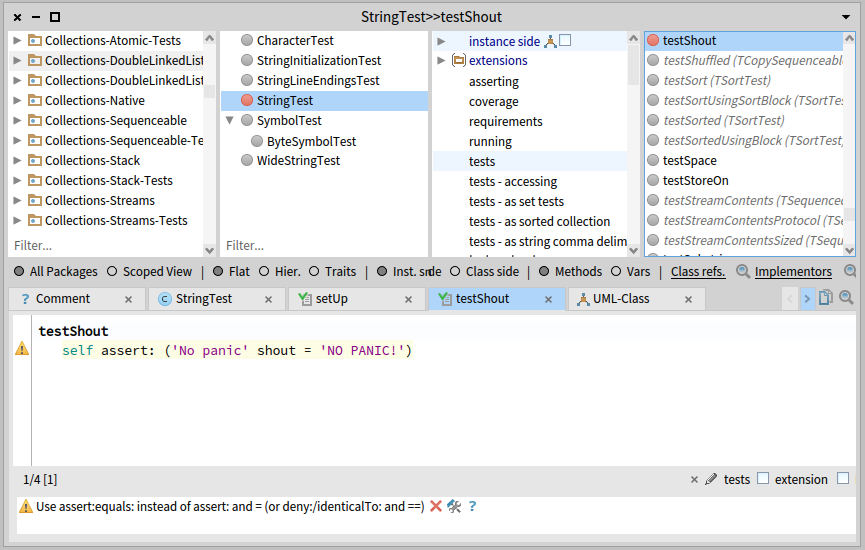 StringTest>>testShout
Collections-Atomic-Tests
Collections-DoubleLinkedList
Collections-DoubleLinkedList
Collections-Native
Collections-Sequenceable
Collections-Sequenceable-Te
Collections-Stack
Collections-Stack-Tests
Collections-Streams
Collections-Streams-Tests
Filter...
CharacterTest
StringInitializationTest
StringLineEndingsTest
StringTest
SymbolTest
ByteSymbolTest
WideStringTest
Filter...
instance side
extensions
asserting
coverage
requirements
running
tests
tests - accessing
tests - as set tests
tests - as sorted collection
tests - as string comma delim
testShout
testShuffled (TCopySequenceabl
testSort (TSortTest)
testSortUsingSortBlock (TSortTes
testSorted (TSortTest)
testSortedUsingBlock (TSortTest)
testSpace
testStoreOn
testStreamContents (TSequence
testStreamContentsProtocol (TS
testStreamContentsSized (TSequ
All Packages Scoped View | Flat Hier. Traits | Inst. side Class side | Methods Vars | Class refs. Implementors
? Comment × StringTest × setUp × testShout × UML-Class ×
testShout
self assert: ('No panic' shout = 'NO PANIC!')
1/4 [1] × tests extension
Use assert:equals: instead of assert: and = (or deny:/identicalTo: and ==) ?